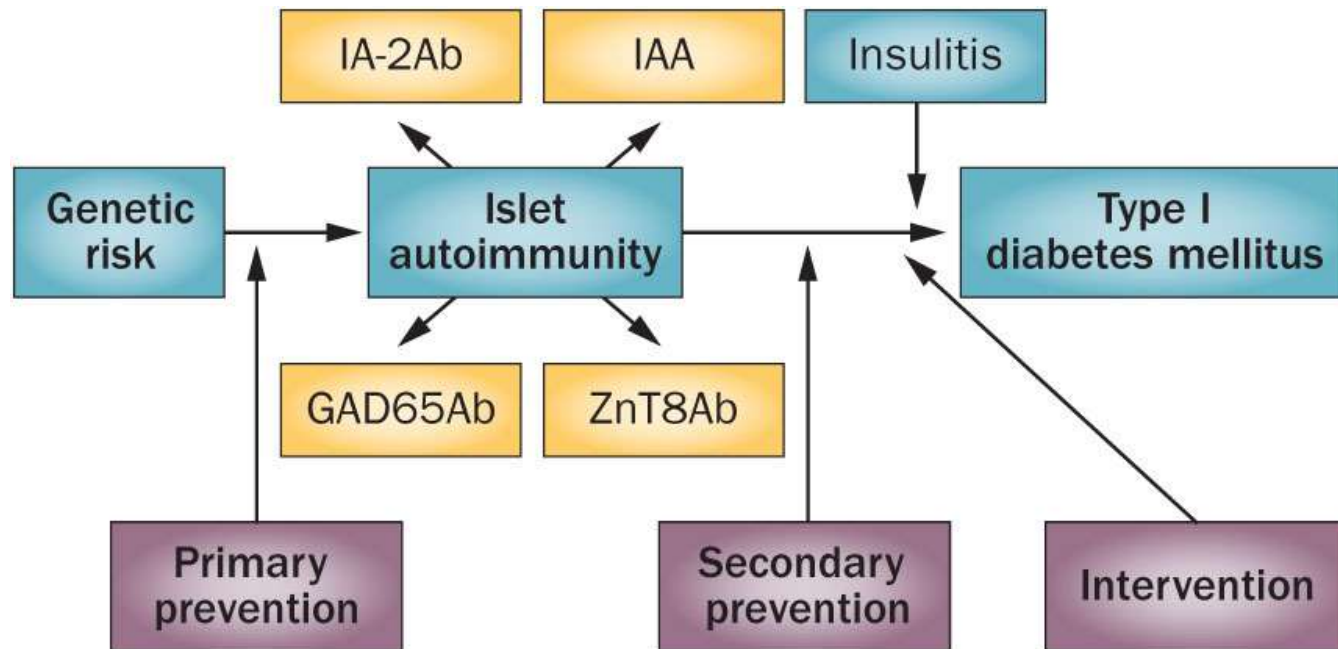 IA-2Ab
IAA
Insulitis
Genetic
risk
Islet
autoimmunity
Type I
diabetes mellitus
GAD65Ab
ZnT8Ab
Primary
prevention
Secondary
prevention
Intervention